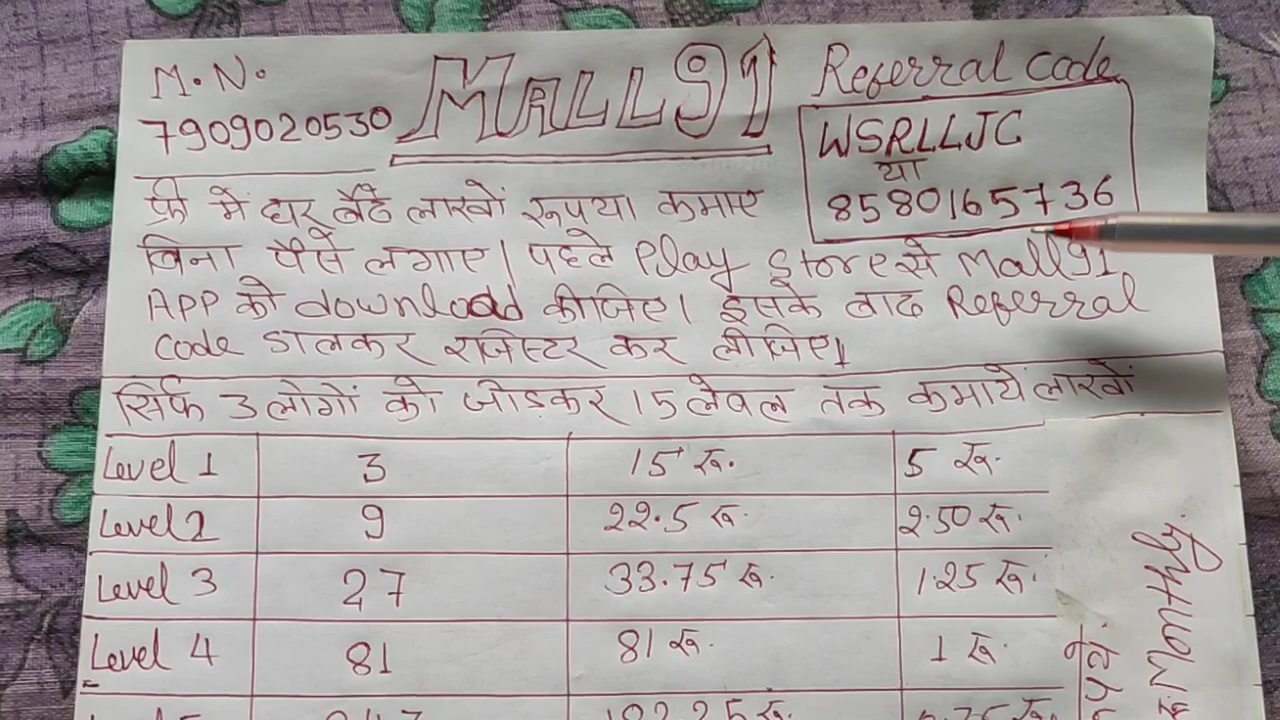 M.N.
7909020530
MALL91
Referral Code
WSRLLJC
या
8580165736
फ्री में घर बैठे लाखों रूपया कमाए
बिना पैसे लगाए। पहले Play Store से Mall91
APP को download कीजिए। इसके बाद Referral
Code डालकर रजिस्टर कर लीजिए।
सिर्फ 3 लोगों को जोड़कर 15 लेवल तक कमायें लाखों
Level 1 3 15 रू. 5 रू.
Level 2 9 22.5 रू. 2.50 रू.
Level 3 27 33.75 रू. 1.25 रू.
Level 4 81 81 रू. 1 रू.